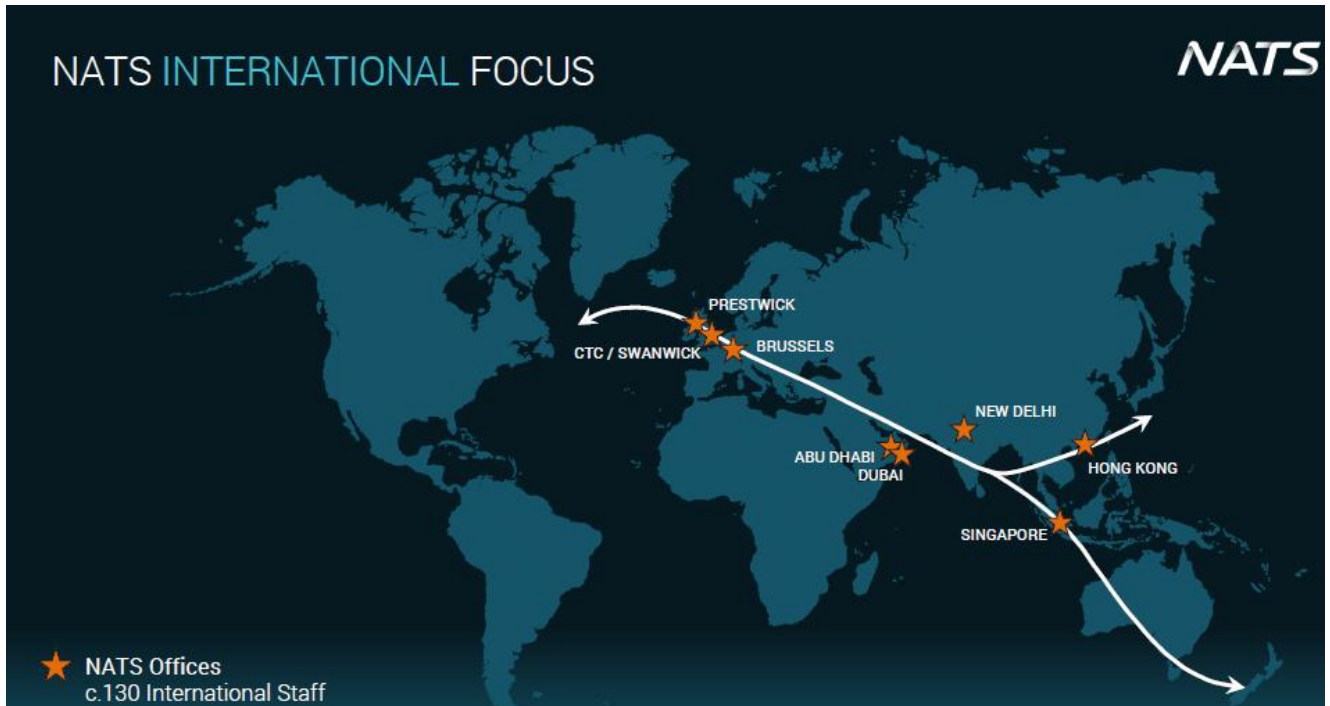 NATS INTERNATIONAL FOCUS
NATS
PRESTWICK
CTC / SWANWICK
BRUSSELS
NEW DELHI
ABU DHABI
DUBAI
HONG KONG
SINGAPORE
NATS Offices
c.130 International Staff